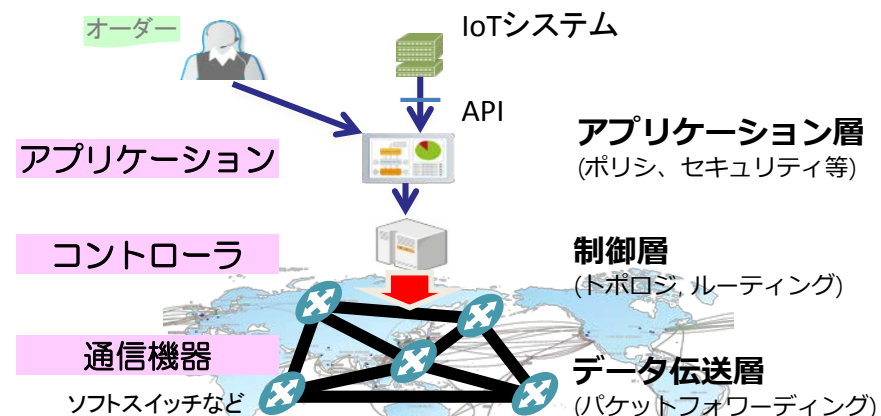 オーダー
IoTシステム
API
アプリケーション
アプリケーション層
(ポリシ、セキュリティ等)
コントローラ
制御層
(トポロジ, ルーティング)
通信機器
ソフトスイッチなど
データ伝送層
(パケットフォワーディング)